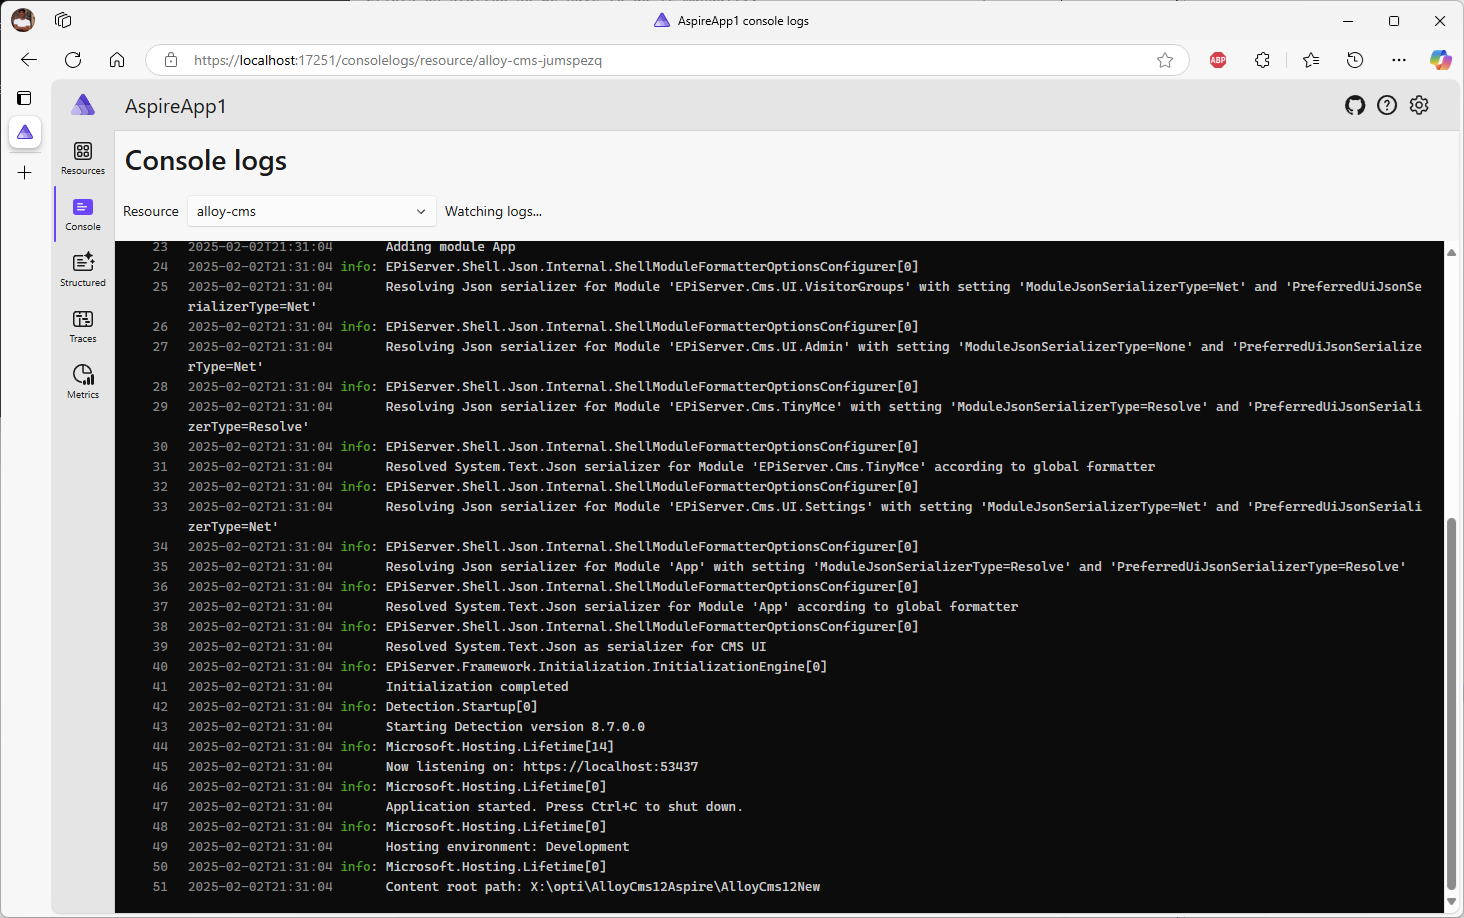 AspireApp1 console logs
https://localhost:17251/consolelogs/resource/alloy-cms-jumspezq
ABP
AspireApp1
Resources
Console
Structured
Traces
Metrics
Console logs
Resource alloy-cms Watching logs...
23 2025-02-02T21:31:04 Adding module App
24 2025-02-02T21:31:04 info: EPiServer.Shell.Json.Internal.ShellModuleFormatterOptionsConfigurer[0]
25 2025-02-02T21:31:04 Resolving Json serializer for Module 'EPiServer.Cms.UI.VisitorGroups' with setting 'ModuleJsonSerializerType=Net' and 'PreferredUiJsonSe
rializerType=Net'
26 2025-02-02T21:31:04 info: EPiServer.Shell.Json.Internal.ShellModuleFormatterOptionsConfigurer[0]
27 2025-02-02T21:31:04 Resolving Json serializer for Module 'EPiServer.Cms.UI.Admin' with setting 'ModuleJsonSerializerType=None' and 'PreferredUiJsonSerialize
rType=Net'
28 2025-02-02T21:31:04 info: EPiServer.Shell.Json.Internal.ShellModuleFormatterOptionsConfigurer[0]
29 2025-02-02T21:31:04 Resolving Json serializer for Module 'EPiServer.Cms.TinyMce' with setting 'ModuleJsonSerializerType=Resolve' and 'PreferredUiJsonSeriali
zerType=Resolve'
30 2025-02-02T21:31:04 info: EPiServer.Shell.Json.Internal.ShellModuleFormatterOptionsConfigurer[0]
31 2025-02-02T21:31:04 Resolved System.Text.Json serializer for Module 'EPiServer.Cms.TinyMce' according to global formatter
32 2025-02-02T21:31:04 info: EPiServer.Shell.Json.Internal.ShellModuleFormatterOptionsConfigurer[0]
33 2025-02-02T21:31:04 Resolving Json serializer for Module 'EPiServer.Cms.UI.Settings' with setting 'ModuleJsonSerializerType=Net' and 'PreferredUiJsonSeriali
zerType=Net'
34 2025-02-02T21:31:04 info: EPiServer.Shell.Json.Internal.ShellModuleFormatterOptionsConfigurer[0]
35 2025-02-02T21:31:04 Resolving Json serializer for Module 'App' with setting 'ModuleJsonSerializerType=Resolve' and 'PreferredUiJsonSerializerType=Resolve'
36 2025-02-02T21:31:04 info: EPiServer.Shell.Json.Internal.ShellModuleFormatterOptionsConfigurer[0]
37 2025-02-02T21:31:04 Resolved System.Text.Json serializer for Module 'App' according to global formatter
38 2025-02-02T21:31:04 info: EPiServer.Shell.Json.Internal.ShellModuleFormatterOptionsConfigurer[0]
39 2025-02-02T21:31:04 Resolved System.Text.Json as serializer for CMS UI
40 2025-02-02T21:31:04 info: EPiServer.Framework.Initialization.InitializationEngine[0]
41 2025-02-02T21:31:04 Initialization completed
42 2025-02-02T21:31:04 info: Detection.Startup[0]
43 2025-02-02T21:31:04 Starting Detection version 8.7.0.0
44 2025-02-02T21:31:04 info: Microsoft.Hosting.Lifetime[14]
45 2025-02-02T21:31:04 Now listening on: https://localhost:53437
46 2025-02-02T21:31:04 info: Microsoft.Hosting.Lifetime[0]
47 2025-02-02T21:31:04 Application started. Press Ctrl+C to shut down.
48 2025-02-02T21:31:04 info: Microsoft.Hosting.Lifetime[0]
49 2025-02-02T21:31:04 Hosting environment: Development
50 2025-02-02T21:31:04 info: Microsoft.Hosting.Lifetime[0]
51 2025-02-02T21:31:04 Content root path: X:\opti\AlloyCms12Aspire\AlloyCms12New